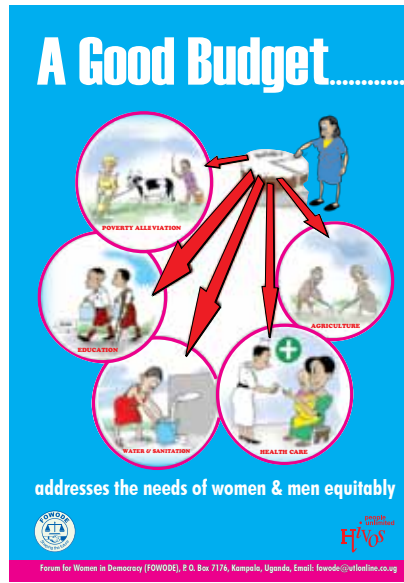 A Good Budget............
POVERTY ALLEVIATION
EDUCATION
AGRICULTURE
WATER & SANITATION
HEALTH CARE
addresses the needs of women & men equitably
FOWODE
people
unlimited
HIVOS
Forum for Women in Democracy (FOWODE), P. O. Box 7176, Kampala, Uganda, Email: fowode@utlonline.co.ug